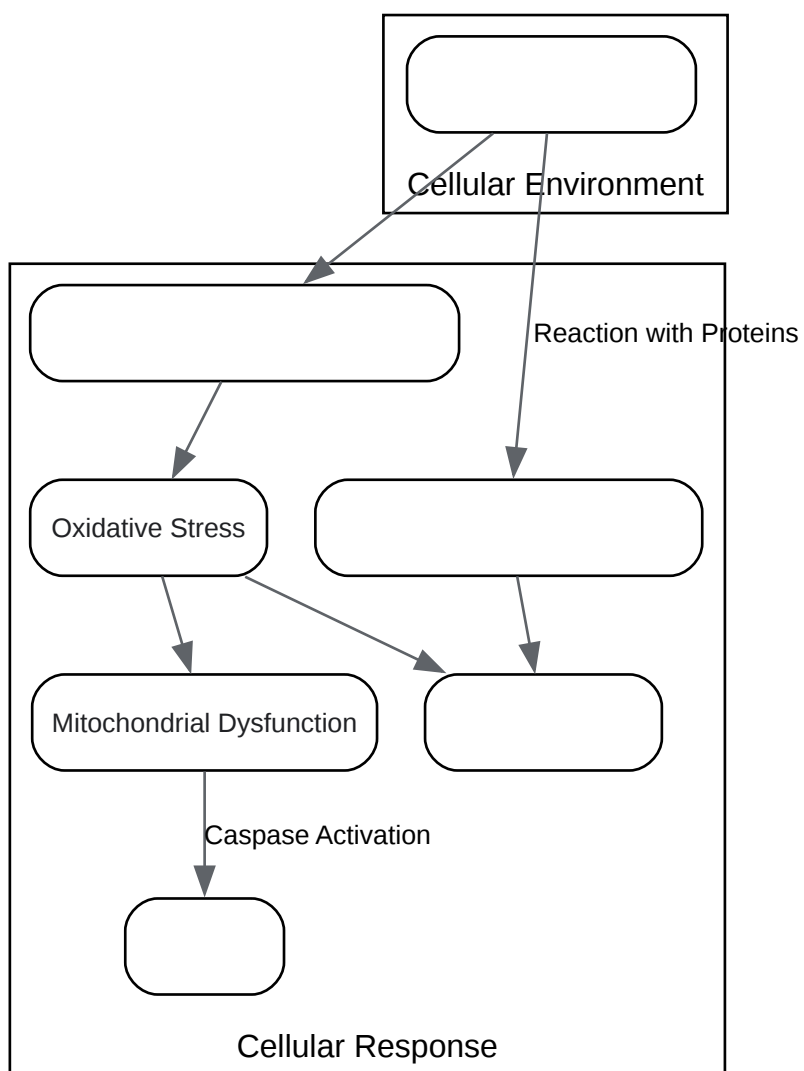 Cellular Environment
Reaction with Proteins
Oxidative Stress
Mitochondrial Dysfunction
Caspase Activation
Cellular Response